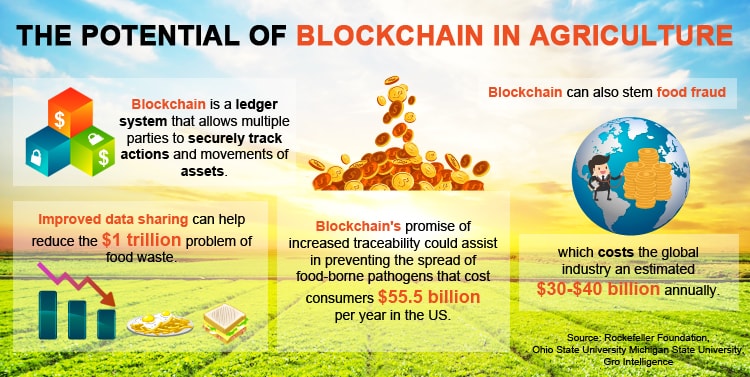 THE POTENTIAL OF BLOCKCHAIN IN AGRICULTURE
$
$
Blockchain is a ledger
system that allows multiple
parties to securely track
actions and movements of
assets.
Blockchain can also stem food fraud
Improved data sharing can help
reduce the $1 trillion problem of
food waste.
Blockchain's promise of
increased traceability could assist
in preventing the spread of
food-borne pathogens that cost
consumers $55.5 billion
per year in the US.
which costs the global
industry an estimated
$30-$40 billion annually.
Source: Rockefeller Foundation,
Ohio State University Michigan State University,
Gro Intelligence